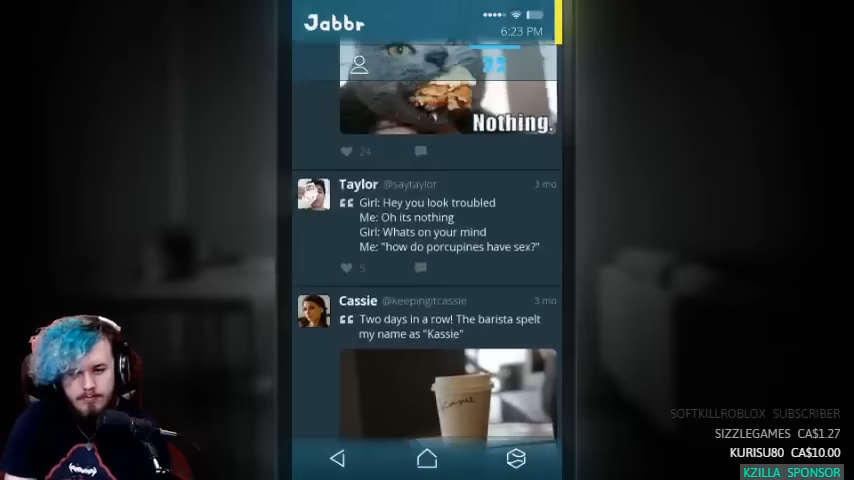 Jabbr
6:23 PM
Nothing.
24
Taylor @saytaylor 3 mo
Girl: Hey you look troubled
Me: Oh its nothing
Girl: Whats on your mind
Me: "how do porcupines have sex?"
5
Cassie @keepingitcassie 3 mo
Two days in a row! The barista spelt
my name as "Kassie"
Kassie
SOFTKILLROBLOX SUBSCRIBER
SIZZLEGAMES CA$1.27
KURISU80 CA$10.00
KZILLA SPONSOR